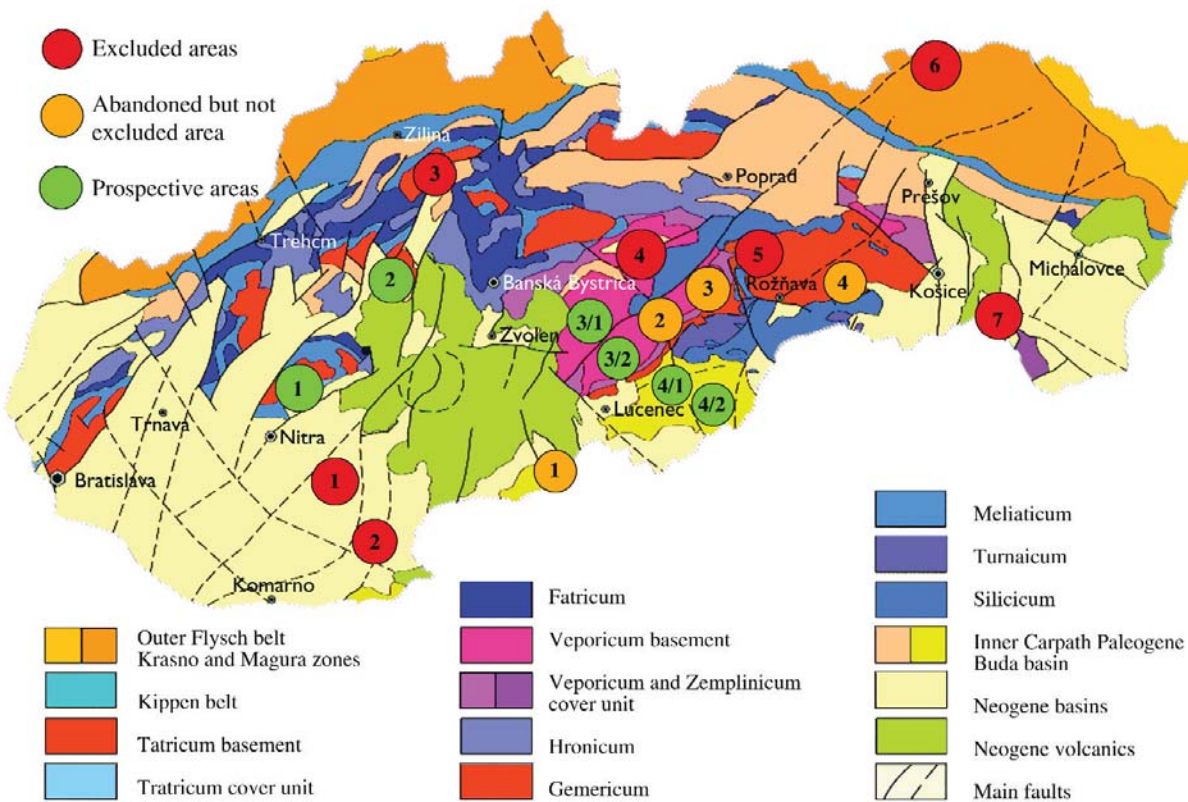 Excluded areas
Abandoned but not
excluded area
Prospective areas
6
Zilina
3
Poprad
Prešov
Trehcm
2
4
5
Michálovce
Banská Bystrica
3
Rožňava
4
Košice
3/1
2
7
Zvolen
3/2
1
4/1
4/2
Lucenec
Trnava
Nitra
1
1
Bratislava
2
Komarno
Outer Flysch belt
Krasno and Magura zones
Kippen belt
Tatricum basement
Tratricum cover unit
Fatricum
Veporicum basement
Veporicum and Zemplinicum
cover unit
Hronicum
Gemericum
Meliaticum
Turnaicum
Silicicum
Inner Carpath Paleogene
Buda basin
Neogene basins
Neogene volcanics
Main faults